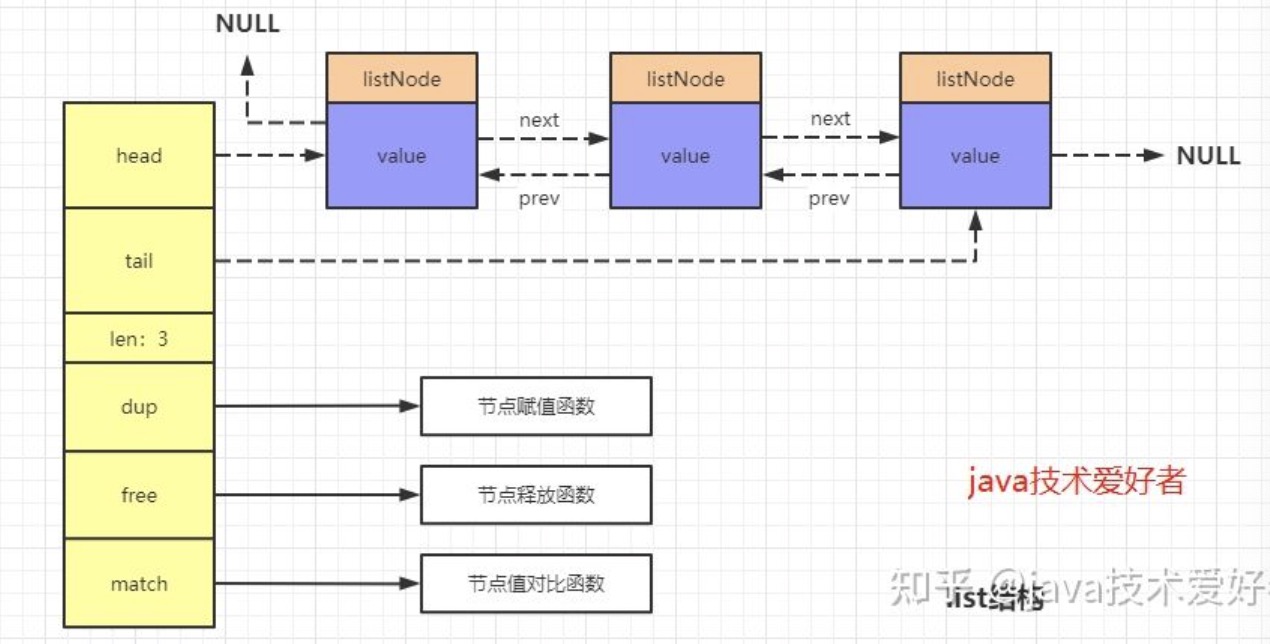 NULL
listNode
listNode
listNode
head
value
next
value
next
value
NULL
prev
prev
tail
len: 3
dup
节点赋值函数
free
节点释放函数
java技术爱好者
match
节点值对比函数
知乎 @java技术爱好
list结构